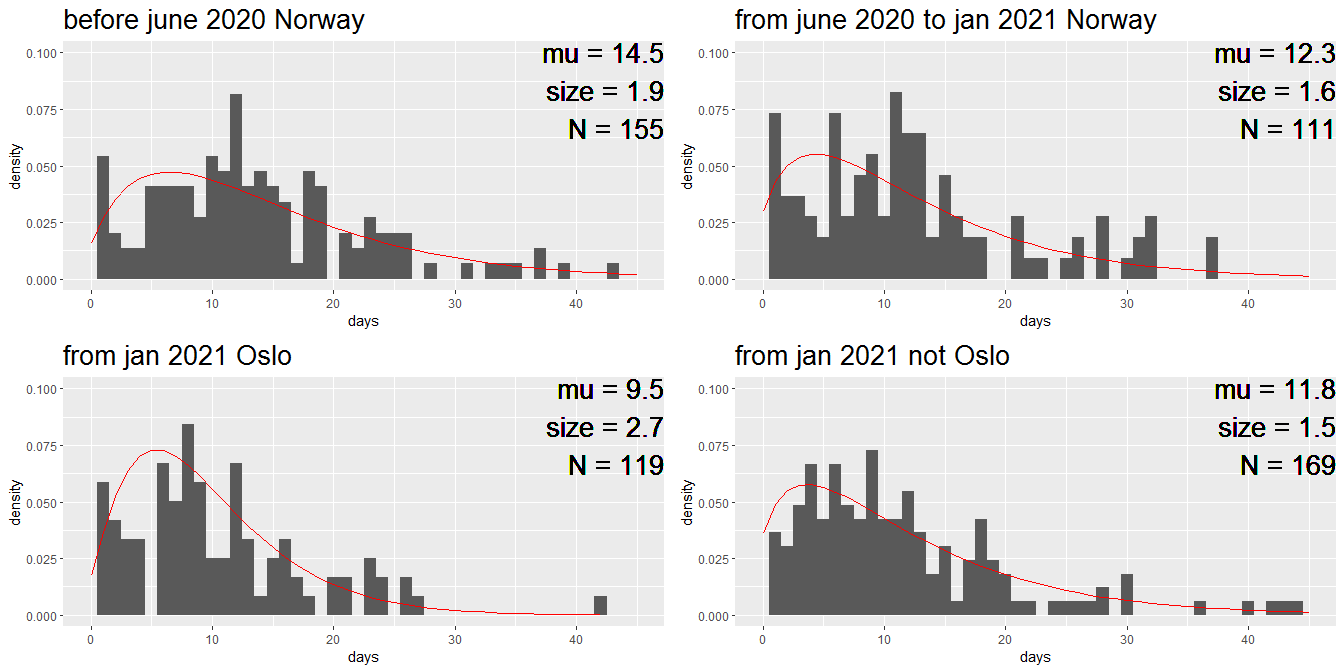 before june 2020 Norway
mu = 14.5
size = 1.9
N = 155
0.100
0.075
0.050
0.025
0.000
density
0 10 20 30 40
days
from june 2020 to jan 2021 Norway
mu = 12.3
size = 1.6
N = 111
0.100
0.075
0.050
0.025
0.000
density
0 10 20 30 40
days
from jan 2021 Oslo
mu = 9.5
size = 2.7
N = 119
0.100
0.075
0.050
0.025
0.000
density
0 10 20 30 40
days
from jan 2021 not Oslo
mu = 11.8
size = 1.5
N = 169
0.100
0.075
0.050
0.025
0.000
density
0 10 20 30 40
days